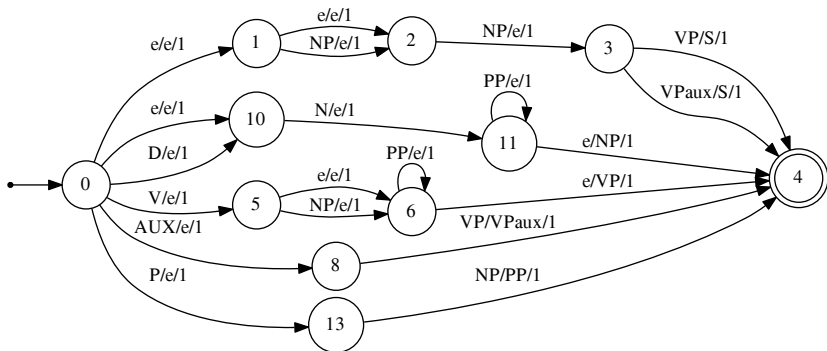 VP/S/1
e/e/1
NP/e/1
NP/e/1
e/e/1
1
2
3
VPaux/S/1
PP/e/1
e/e/1
N/e/1
10
11
D/e/1
e/NP/1
PP/e/1
0
4
V/e/1
e/e/1
e/VP/1
5
NP/e/1
6
AUX/e/1
VP/VPaux/1
8
P/e/1
NP/PP/1
13